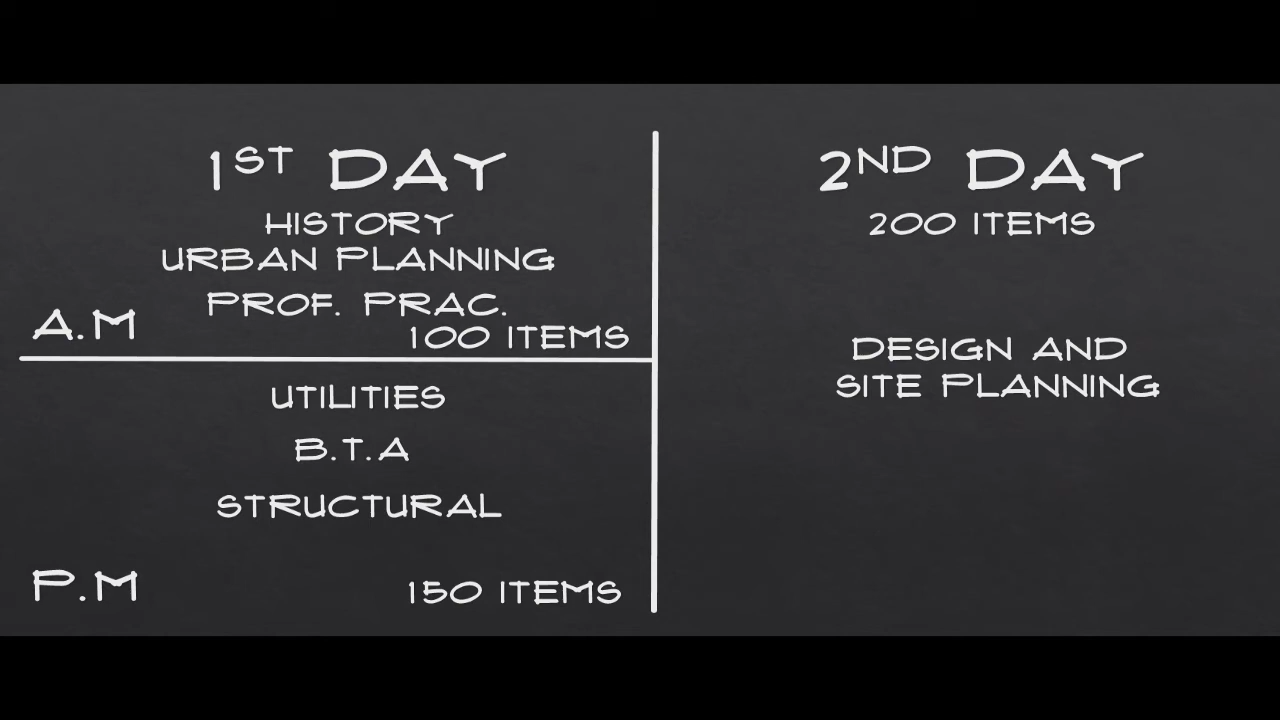 1ST DAY
HISTORY
URBAN PLANNING
PROF. PRAC.
A.M
100 ITEMS
UTILITIES
B.T.A
STRUCTURAL
P.M
150 ITEMS
2ND DAY
200 ITEMS
DESIGN AND
SITE PLANNING